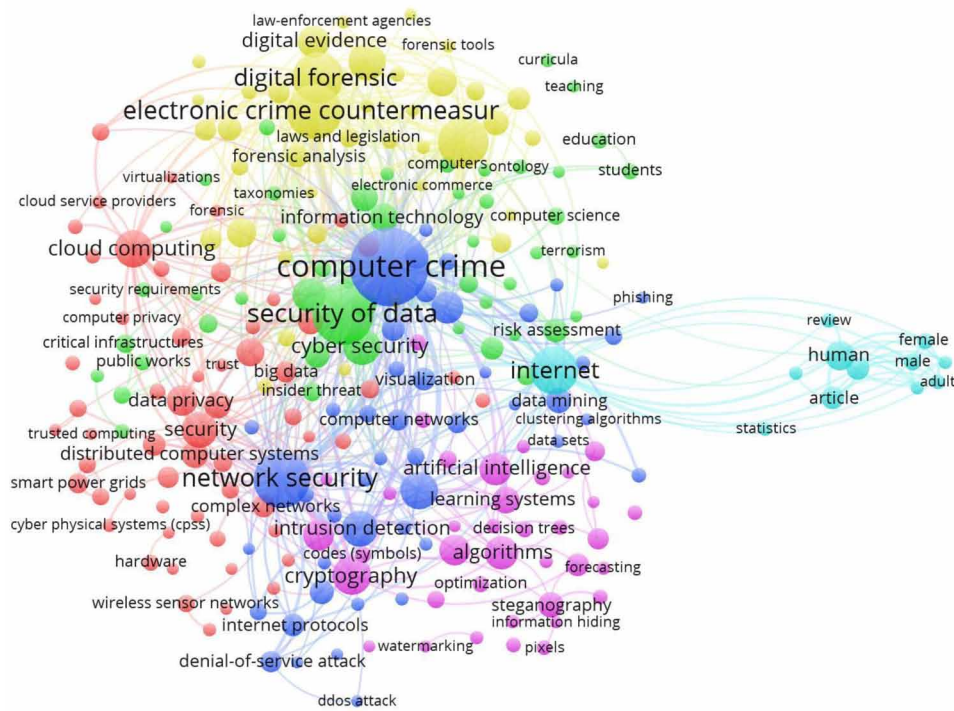 law-enforcement agencies
digital evidence
forensic tools
curricula
digital forensic
teaching
electronic crime countermeasur
laws and legislation
education
forensic analysis
computers
ontology
students
virtualizations
electronic commerce
taxonomies
cloud service providers
forensic
information technology
computer science
cloud computing
terrorism
computer crime
security requirements
phishing
computer privacy
security of data
review
critical infrastructures
risk assessment
female
public works
cyber security
human
male
trust
big data
internet
adult
insider threat
visualization
data privacy
data mining
article
computer networks
clustering algorithms
trusted computing
security
statistics
data sets
distributed computer systems
artificial intelligence
smart power grids
network security
learning systems
complex networks
cyber physical systems (cpss)
intrusion detection
decision trees
codes (symbols)
algorithms
hardware
cryptography
forecasting
optimization
wireless sensor networks
steganography
internet protocols
information hiding
watermarking
pixels
denial-of-service attack
ddos attack